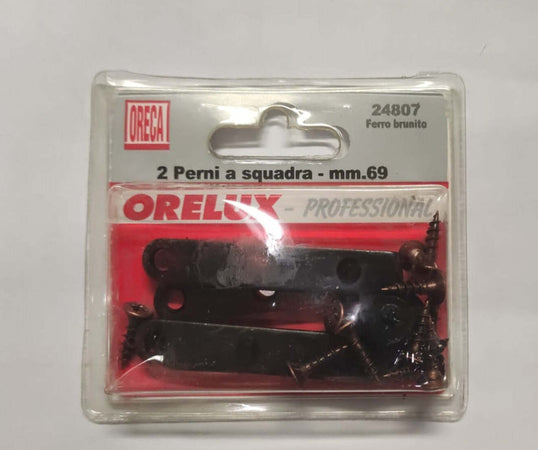 ORECA
24807
Ferro brunito
2 Perni a squadra - mm.69
ORELUX - PROFESSIONAL